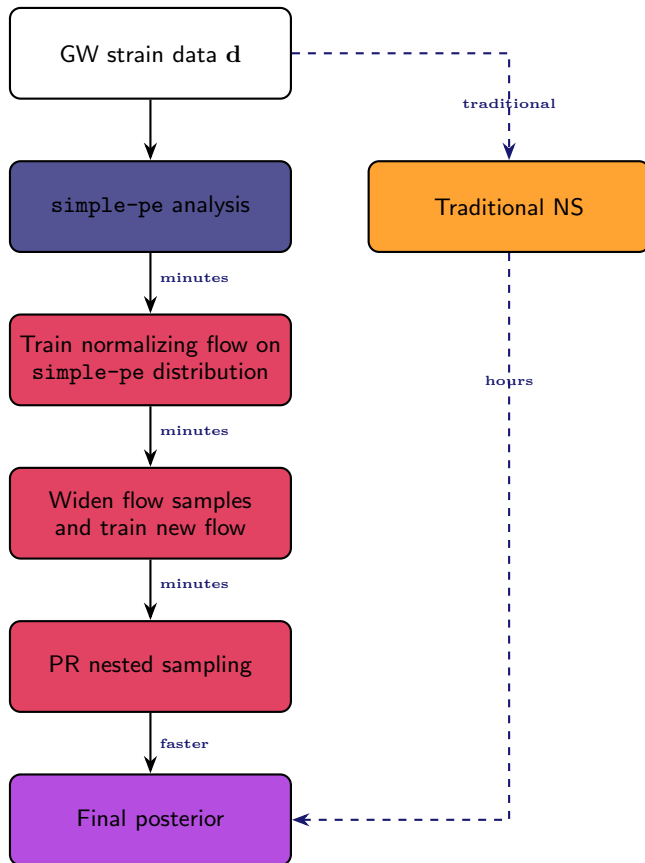 GW strain data d
traditional
simple-pe analysis
Traditional NS
minutes
Train normalizing flow on
simple-pe distribution
hours
minutes
Widen flow samples
and train new flow
minutes
PR nested sampling
faster
Final posterior